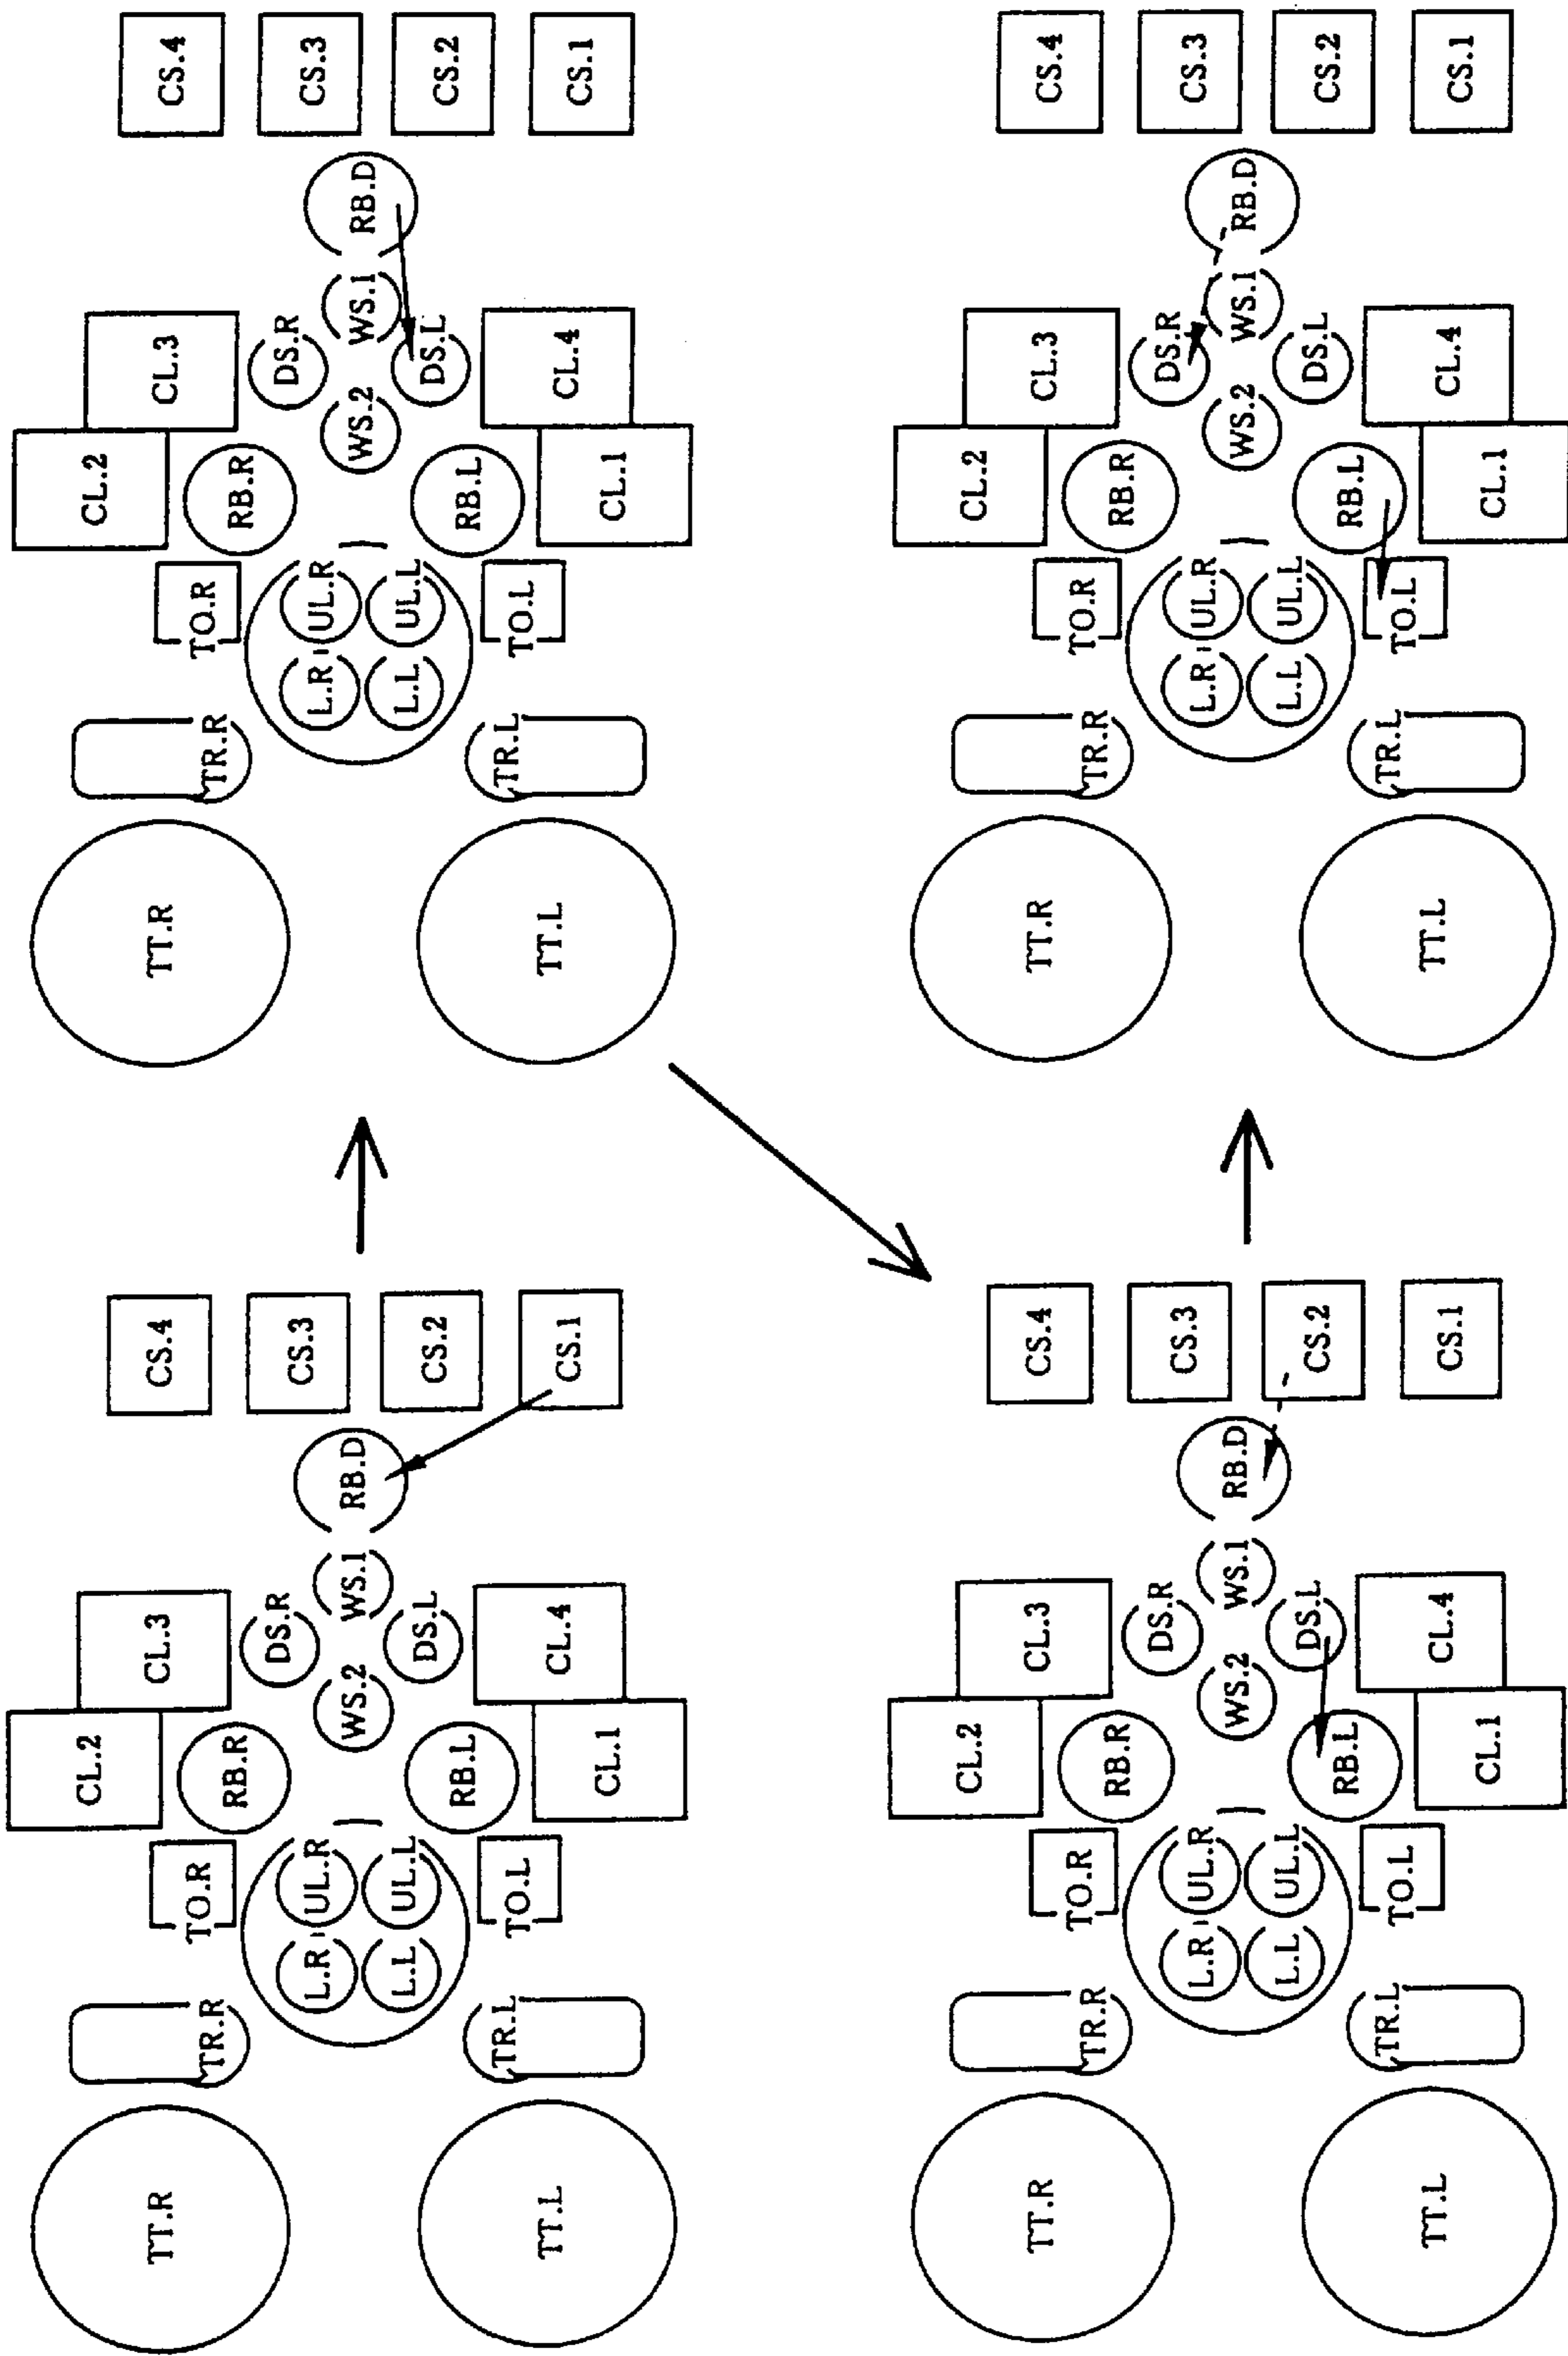 CL.2
CL.3
CS.4
TT.R
TR.R
TO.R
RB.R
DS.R
CS.3
L.R
UL.R
WS.2
WS.1
RB.D
L.L
UL.L
DS.L
CS.2
TT.L
TR.L
TO.L
RB.L
CL.1
CL.4
CS.1
CL.2
CL.3
CS.4
TT.R
TR.R
TO.R
RB.R
DS.R
CS.3
L.R
UL.R
WS.2
WS.1
RB.D
L.L
UL.L
DS.L
CS.2
TT.L
TR.L
TO.L
RB.L
CL.1
CL.4
CS.1
CL.2
CL.3
CS.4
TT.R
TR.R
TO.R
RB.R
DS.R
CS.3
L.R
UL.R
WS.2
WS.1
RB.D
L.L
UL.L
DS.L
CS.2
TT.L
TR.L
TO.L
RB.L
CL.1
CL.4
CS.1
CL.2
CL.3
CS.4
TT.R
TR.R
TO.R
RB.R
DS.R
CS.3
L.R
UL.R
WS.2
WS.1
RB.D
L.L
UL.L
DS.L
CS.2
TT.L
TR.L
TO.L
RB.L
CL.1
CL.4
CS.1